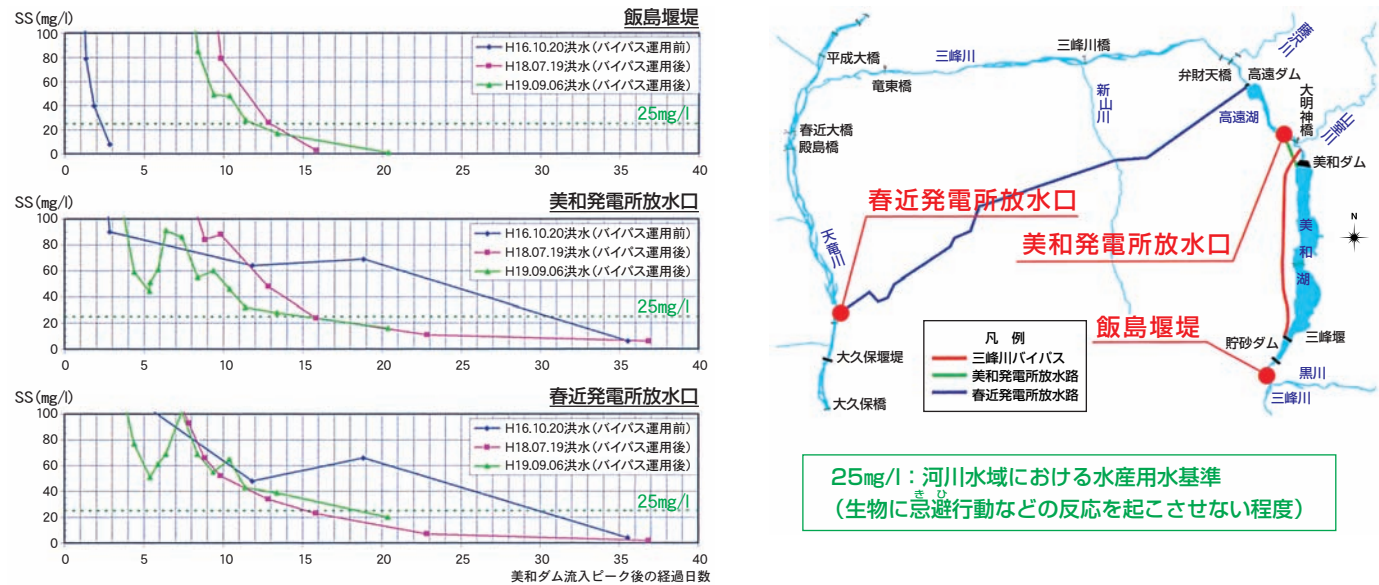 飯島堰堤
SS(mg/l)
100
80
60
40
20
0
0 5 10 15 20 25 30 35 40
H16.10.20洪水(バイパス運用前)
H18.07.19洪水(バイパス運用後)
H19.09.06洪水(バイパス運用後)
25mg/l
美和発電所放水口
SS(mg/l)
100
80
60
40
20
0
0 5 10 15 20 25 30 35 40
H16.10.20洪水(バイパス運用前)
H18.07.19洪水(バイパス運用後)
H19.09.06洪水(バイパス運用後)
25mg/l
春近発電所放水口
SS(mg/l)
100
80
60
40
20
0
0 5 10 15 20 25 30 35 40
H16.10.20洪水(バイパス運用前)
H18.07.19洪水(バイパス運用後)
H19.09.06洪水(バイパス運用後)
25mg/l
美和ダム流入ピーク後の経過日数
平成大橋
竜東橋
三峰川
三峰川橋
新山川
藤沢川
弁財天橋
高遠ダム
高遠湖
大明神橋
山室川
美和ダム
春近大橋
殿島橋
天竜川
春近発電所放水口
美和発電所放水口
飯島堰堤
美和湖
N
三峰堰
貯砂ダム
黒川
三峰川
大久保堰堤
大久保橋
凡 例
三峰川バイパス
美和発電所放水路
春近発電所放水路
25mg/l:河川水域における水産用水基準
きひ
(生物に忌避行動などの反応を起こさせない程度)